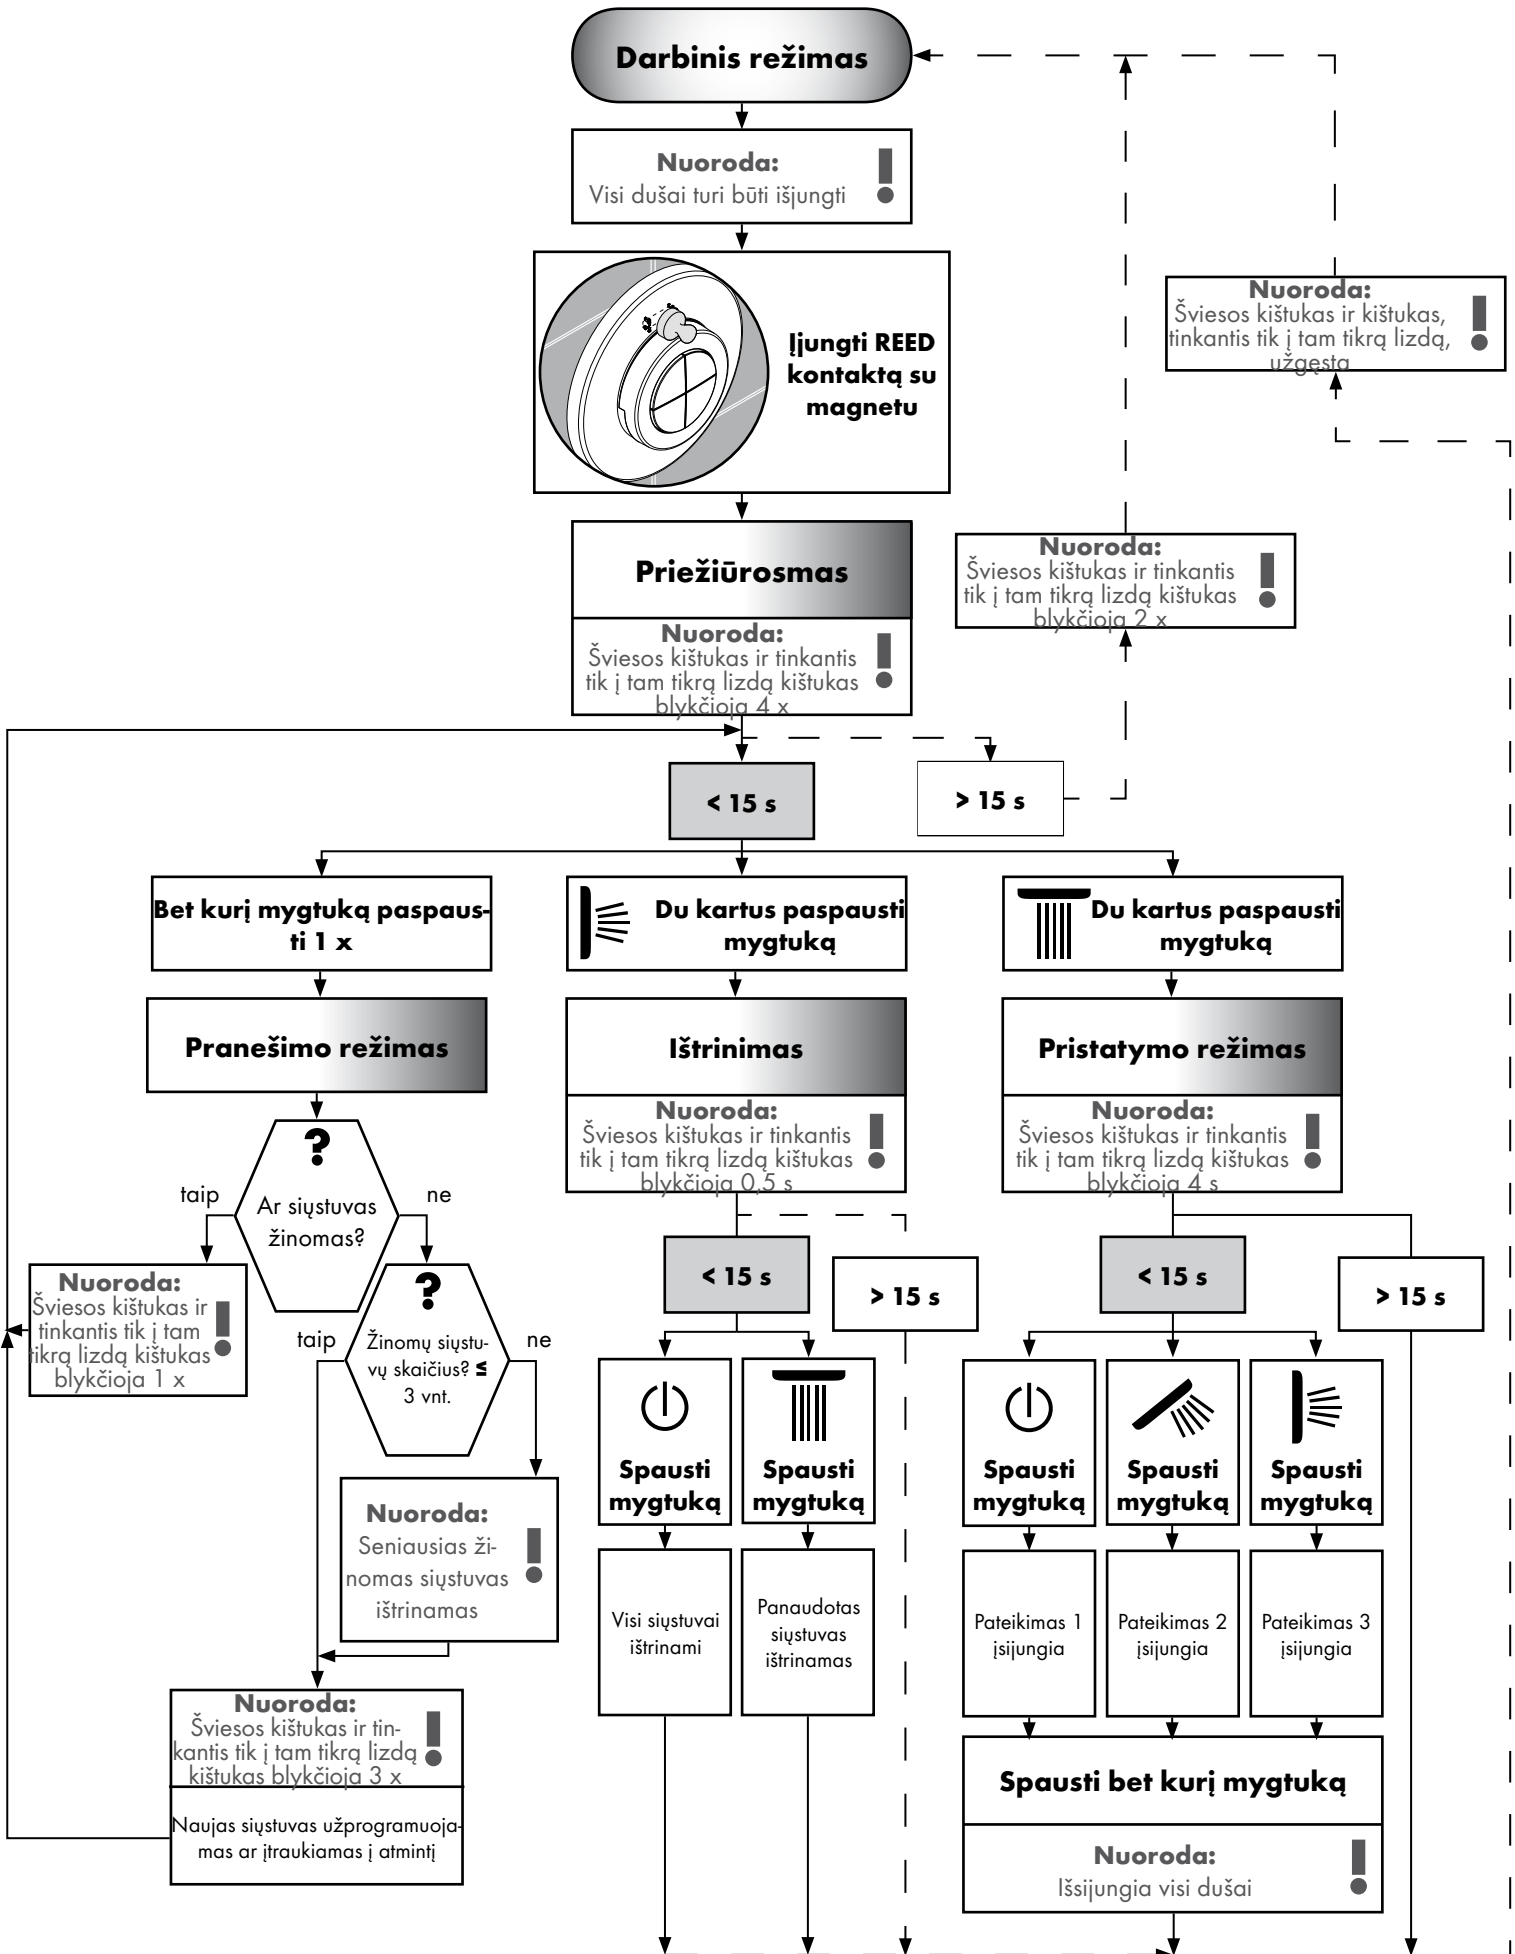 Darbinis režimas
Nuoroda:
Visi dušai turi būti išjungti
Įjungti REED
kontaktą su
magnetu
Nuoroda:
Šviesos kištukas ir kištukas,
tinkantis tik į tam tikrą lizdą,
užgęsta
Priežiūrosmas
Nuoroda:
Šviesos kištukas ir tinkantis
tik į tam tikrą lizdą kištukas
blykčioja 4 x
Nuoroda:
Šviesos kištukas ir tinkantis
tik į tam tikrą lizdą kištukas
blykčioja 2 x
< 15 s
> 15 s
Bet kurį mygtuką paspaus-
ti 1 x
Du kartus paspausti
mygtuką
Du kartus paspausti
mygtuką
Pranešimo režimas
Ištrinimas
Nuoroda:
Šviesos kištukas ir tinkantis
tik į tam tikrą lizdą kištukas
blykčioja 0,5 s
Pristatymo režimas
Nuoroda:
Šviesos kištukas ir tinkantis
tik į tam tikrą lizdą kištukas
blykčioja 4 s
?
Ar siųstuvas
žinomas?
taip
ne
Nuoroda:
Šviesos kištukas ir
tinkantis tik į tam
tikrą lizdą kištukas
blykčioja 1 x
?
Žinomų siųstu-
vų skaičius? ≤
3 vnt.
taip
ne
< 15 s
> 15 s
< 15 s
> 15 s
Spausti
mygtuką
Spausti
mygtuką
Spausti
mygtuką
Spausti
mygtuką
Spausti
mygtuką
Nuoroda:
Seniausias ži-
nomas siųstuvas
ištrinamas
Visi siųstuvai
ištrinami
Panaudotas
siųstuvas
ištrinamas
Pateikimas 1
įsijungia
Pateikimas 2
įsijungia
Pateikimas 3
įsijungia
Nuoroda:
Šviesos kištukas ir tin-
kantis tik į tam tikrą lizdą
kištukas blykčioja 3 x
Naujas siųstuvas užprogramuoja-
mas ar įtraukiamas į atmintį
Spausti bet kurį mygtuką
Nuoroda:
Išsijungia visi dušai